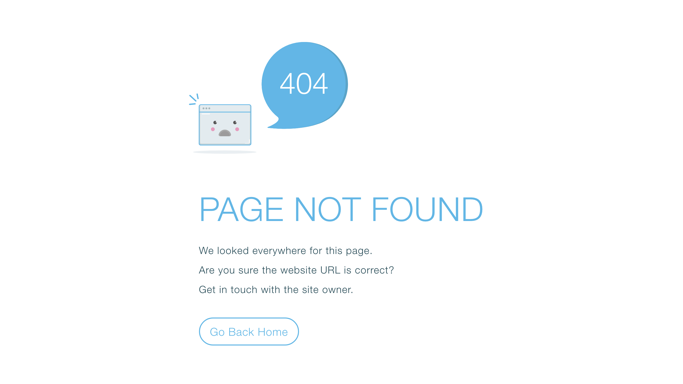 404
PAGE NOT FOUND
We looked everywhere for this page.
Are you sure the website URL is correct?
Get in touch with the site owner.
Go Back Home